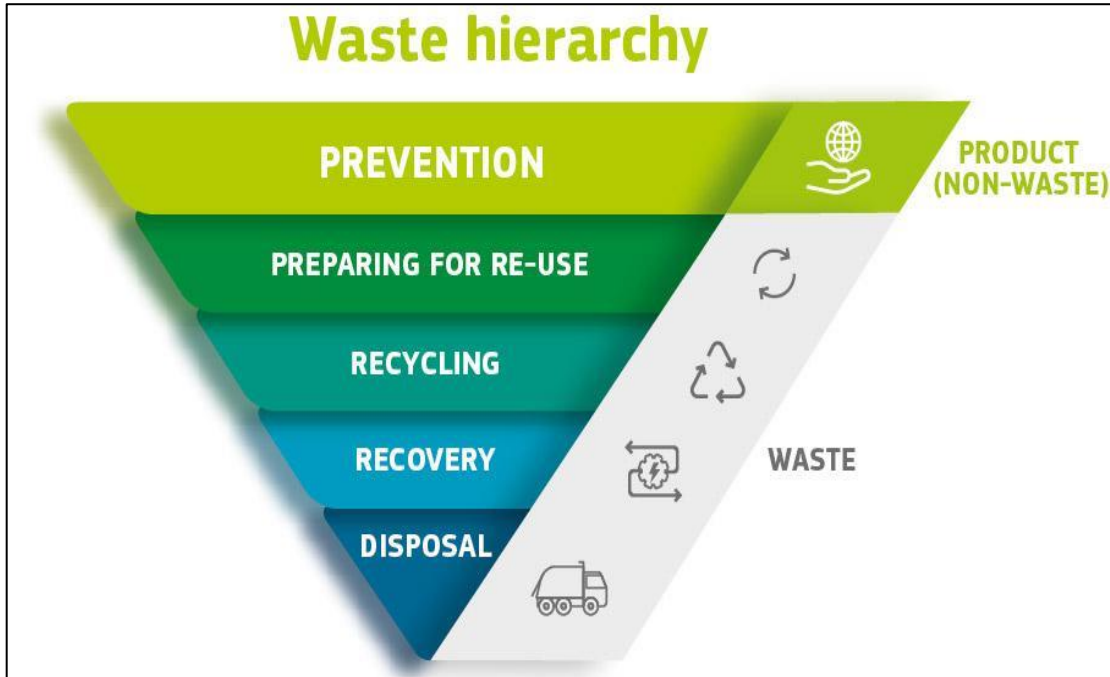 Waste hierarchy
PREVENTION
PRODUCT
(NON-WASTE)
PREPARING FOR RE-USE
RECYCLING
RECOVERY
WASTE
DISPOSAL